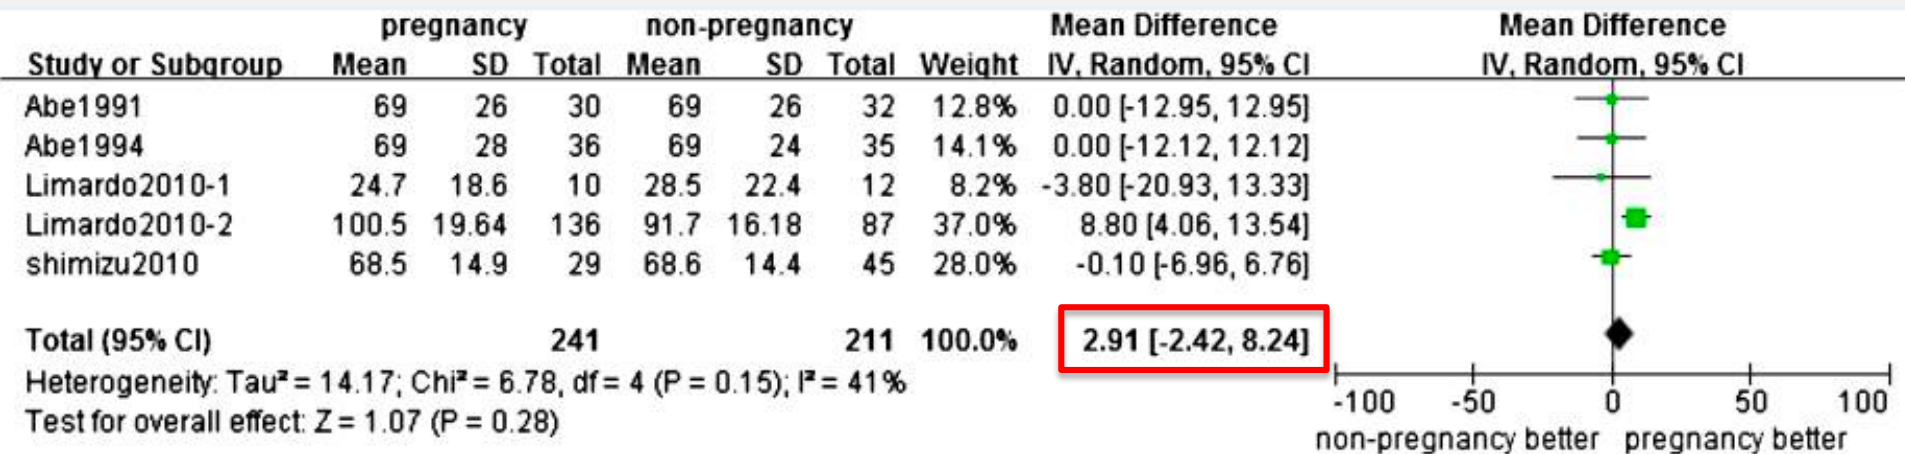 pregnancy non-pregnancy Mean Difference Mean Difference
Study or Subgroup Mean SD Total Mean SD Total Weight IV, Random, 95% CI IV, Random, 95% CI
Abe1991 69 26 30 69 26 32 12.8% 0.00 [-12.95, 12.95]
Abe1994 69 28 36 69 24 35 14.1% 0.00 [-12.12, 12.12]
Limardo2010-1 24.7 18.6 10 28.5 22.4 12 8.2% -3.80 [-20.93, 13.33]
Limardo2010-2 100.5 19.64 136 91.7 16.18 87 37.0% 8.80 [4.06, 13.54]
shimizu2010 68.5 14.9 29 68.6 14.4 45 28.0% -0.10 [-6.96, 6.76]
Total (95% CI) 241 211 100.0% 2.91 [-2.42, 8.24]
Heterogeneity: Tau² = 14.17; Chi² = 6.78, df = 4 (P = 0.15); I² = 41%
Test for overall effect: Z = 1.07 (P = 0.28)
-100 -50 0 50 100
non-pregnancy better pregnancy better